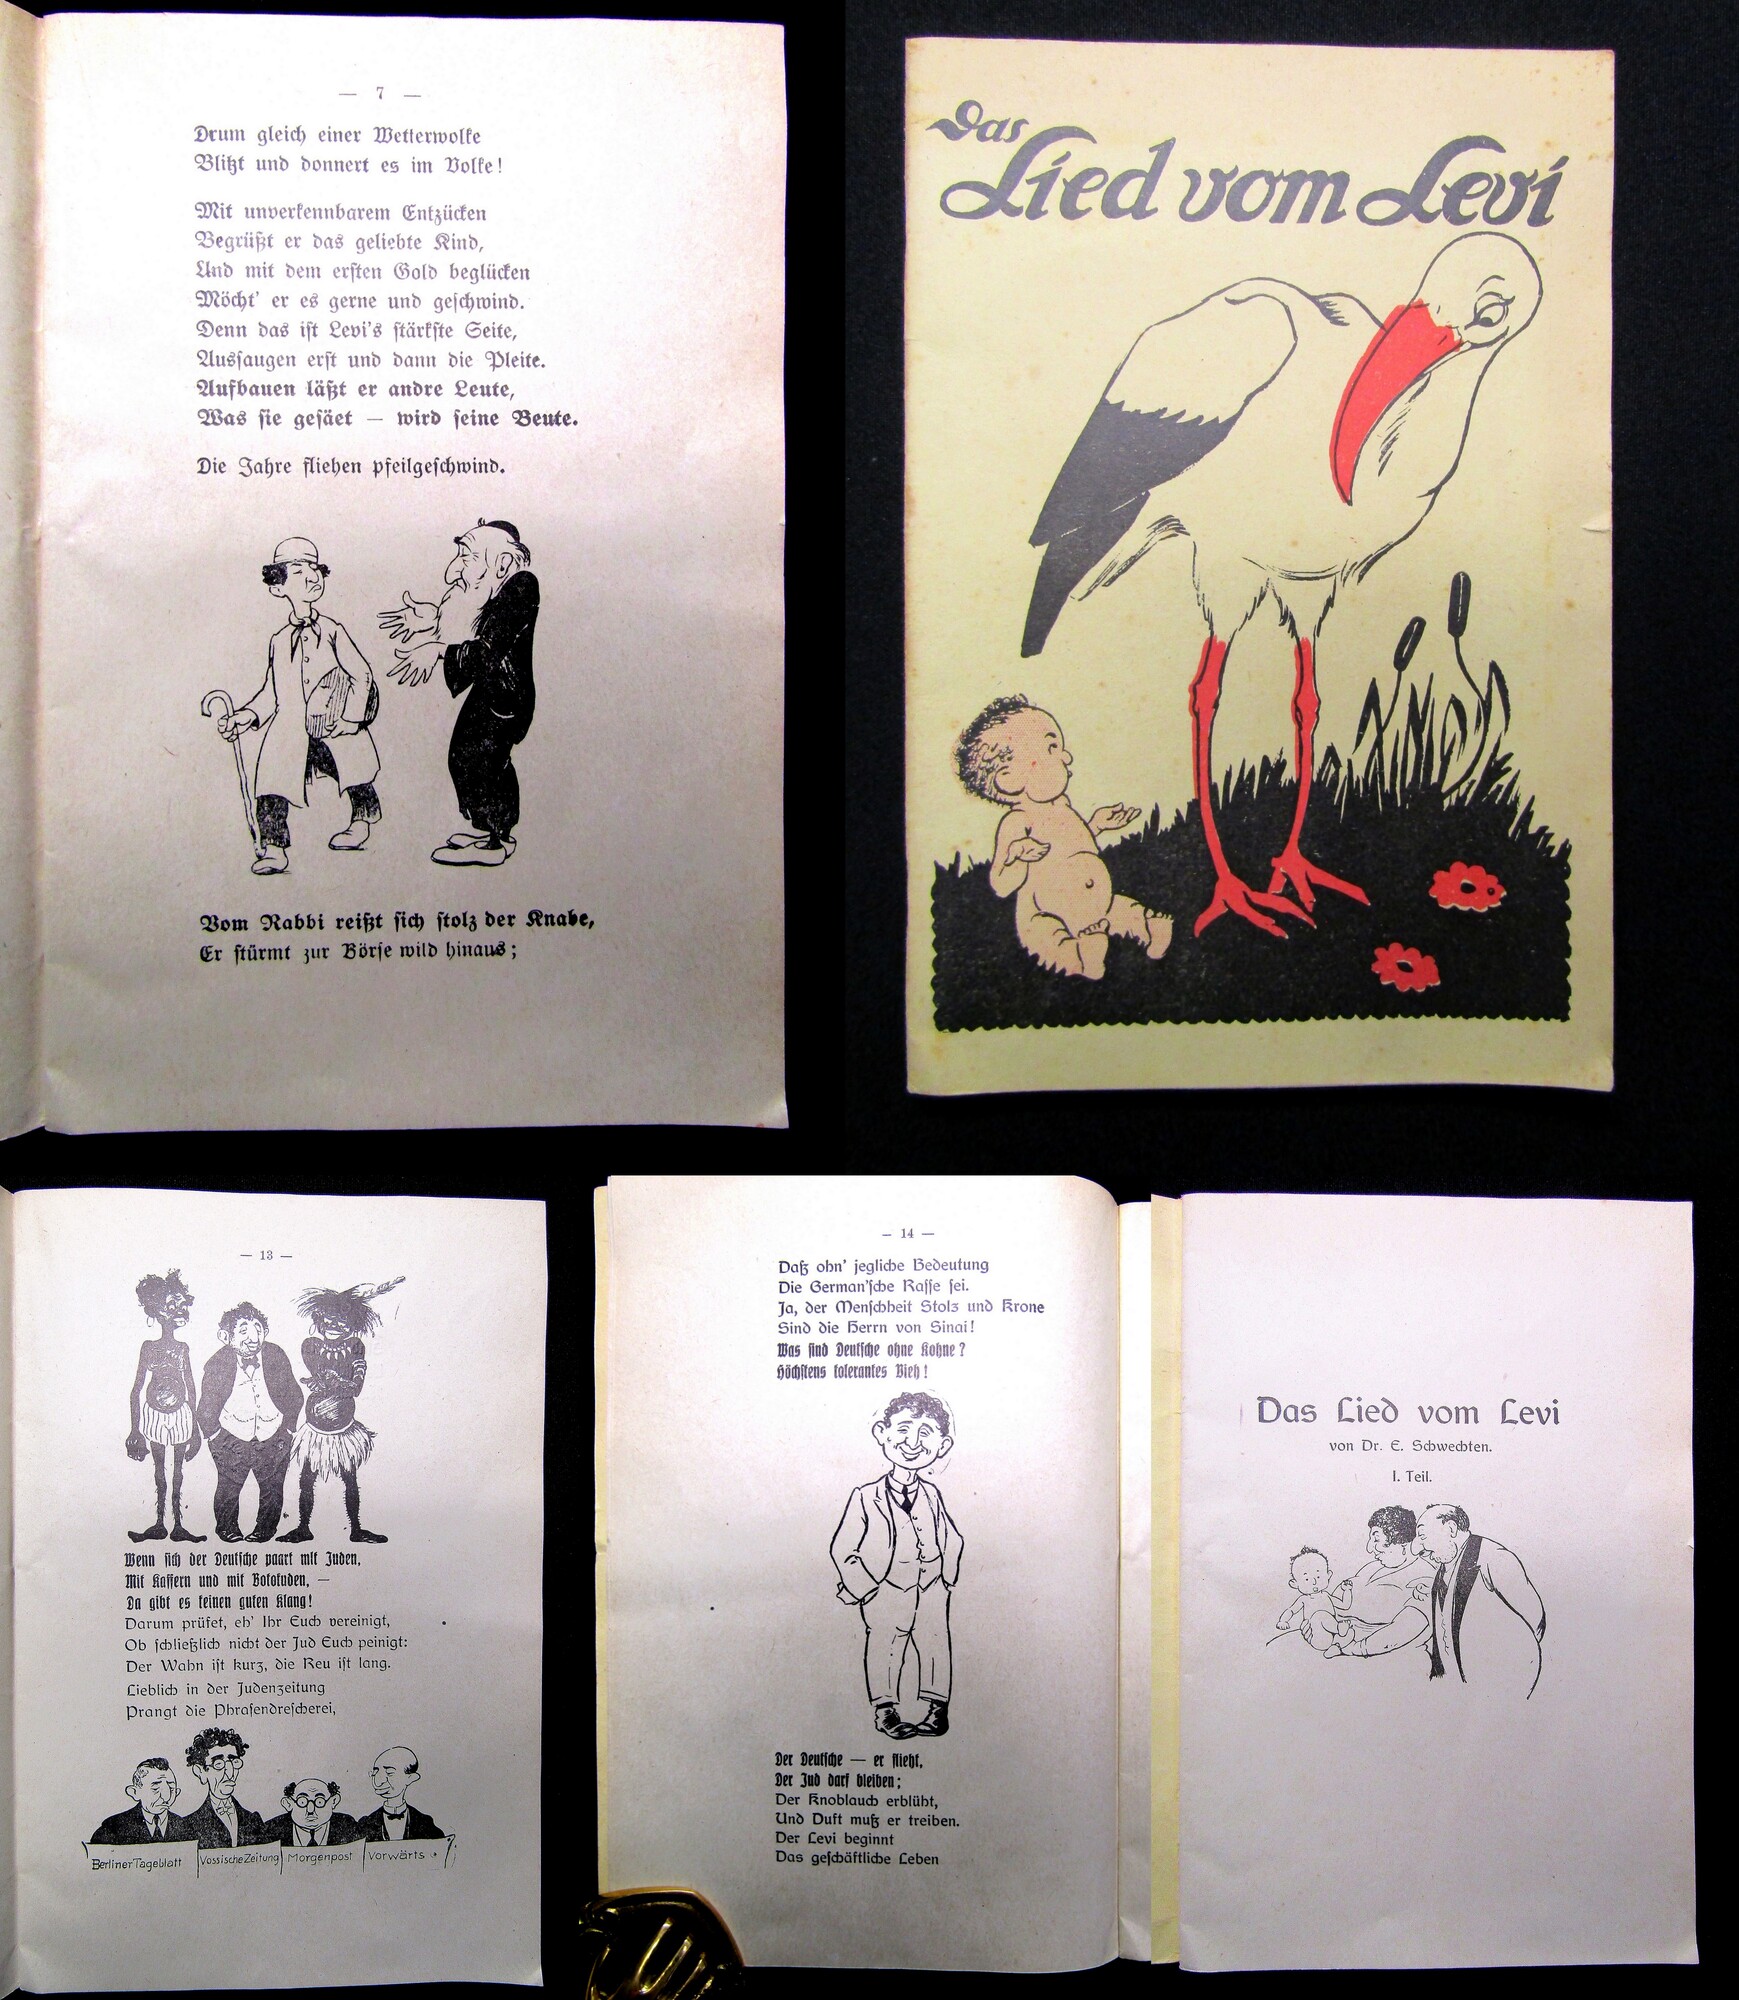 — 7 —
Drum gleich einer Wetterwolke
Blitzt und donnert es im Volke!
Mit unverkennbarem Entzücken
Begrüßt er das geliebte Kind,
Und mit dem ersten Gold beglücken
Möcht' er es gerne und geschwind.
Denn das ist Levi's stärkste Seite,
Aussaugen erst und dann die Pleite.
Aufbauen läßt er andre Leute,
Was sie gesäet — wird seine Beute.
Die Jahre fliehen pfeilgeschwind.
Vom Rabbi reißt sich stolz der Knabe,
Er stürmt zur Börse wild hinaus;
Das
Lied vom Levi
— 13 —
Wenn sich der Deutsche paart mit Juden,
Mit Kaffern und mit Botokuden, —
Da gibt es keinen guten Klang!
Darum prüfet, eh' Ihr Euch vereinigt,
Ob schließlich nicht der Jud Euch peinigt:
Der Wahn ist kurz, die Reu ist lang.
Lieblich in der Judenzeitung
Prangt die Phrasendrescherei,
Berliner Tageblatt
Vossische Zeitung
Morgenpost
Vorwärts
— 14 —
Daß ohn' jegliche Bedeutung
Die German'sche Rasse sei.
Ja, der Menschheit Stolz und Krone
Sind die Herrn von Sinai!
Was sind Deutsche ohne Kohne?
Höchstens tolerantes Vieh!
Der Deutsche — er flieht,
Der Jud darf bleiben;
Der Knoblauch erblüht,
Und Duft muß er treiben.
Der Levi beginnt
Das geschäftliche Leben
Das Lied vom Levi
von Dr. E. Schwechten.
I. Teil.